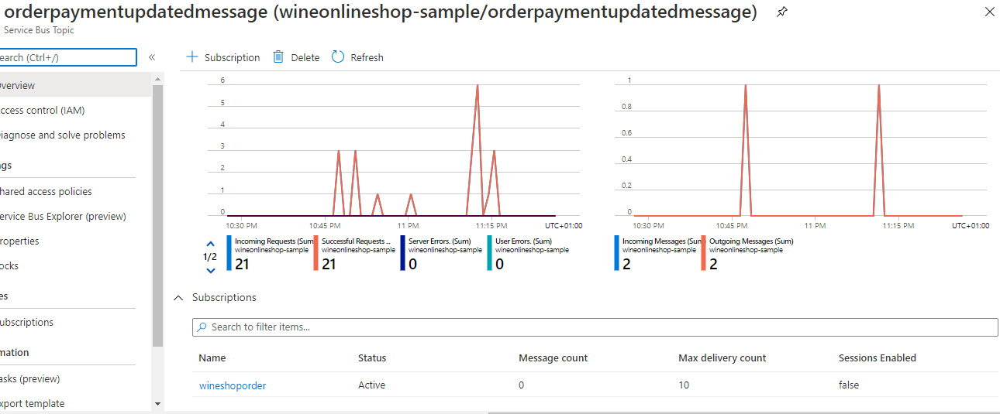 orderpaymentupdatedmessage (wineonlineshop-sample/orderpaymentupdatedmessage)
Service Bus Topic
earch (Ctrl+/)
«
Subscription Delete Refresh
verview
ccess control (IAM)
iagnose and solve problems
ngs
hared access policies
ervice Bus Explorer (preview)
roperties
ocks
es
ubscriptions
mation
asks (preview)
xport template
6
5
4
3
2
1
0
10:30 PM 10:45 PM 11 PM 11:15 PM UTC+01:00
1/2
Incoming Requests (Sum
wineonlineshop-sample
21
Successful Requests ...
wineonlineshop-sample
21
Server Errors. (Sum)
wineonlineshop-sample
0
User Errors. (Sum)
wineonlineshop-sample
0
1
0.8
0.6
0.4
0.2
0
10:30 PM 10:45 PM 11 PM 11:15 PM UTC+01:00
Incoming Messages (Sum
wineonlineshop-sample
2
Outgoing Messages (Sum)
wineonlineshop-sample
2
Subscriptions
Search to filter items...
Name Status Message count Max delivery count Sessions Enabled
wineshoporder Active 0 10 false